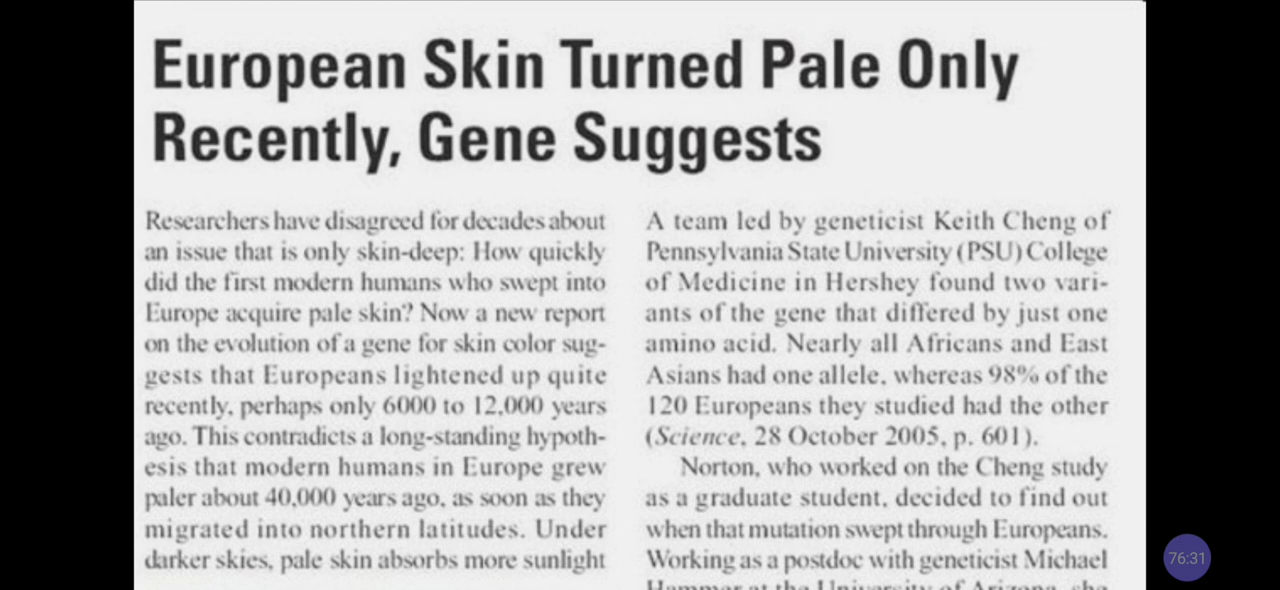 European Skin Turned Pale Only
Recently, Gene Suggests
Researchers have disagreed for decades about
an issue that is only skin-deep: How quickly
did the first modern humans who swept into
Europe acquire pale skin? Now a new report
on the evolution of a gene for skin color sug-
gests that Europeans lightened up quite
recently, perhaps only 6000 to 12,000 years
ago. This contradicts a long-standing hypoth-
esis that modern humans in Europe grew
paler about 40,000 years ago, as soon as they
migrated into northern latitudes. Under
darker skies, pale skin absorbs more sunlight
A team led by geneticist Keith Cheng of
Pennsylvania State University (PSU) College
of Medicine in Hershey found two vari-
ants of the gene that differed by just one
amino acid. Nearly all Africans and East
Asians had one allele, whereas 98% of the
120 Europeans they studied had the other
(Science, 28 October 2005, p. 601).
Norton, who worked on the Cheng study
as a graduate student, decided to find out
when that mutation swept through Europeans.
Working as a postdoc with geneticist Michael
Hammer at the University of Arizona, she
76:31